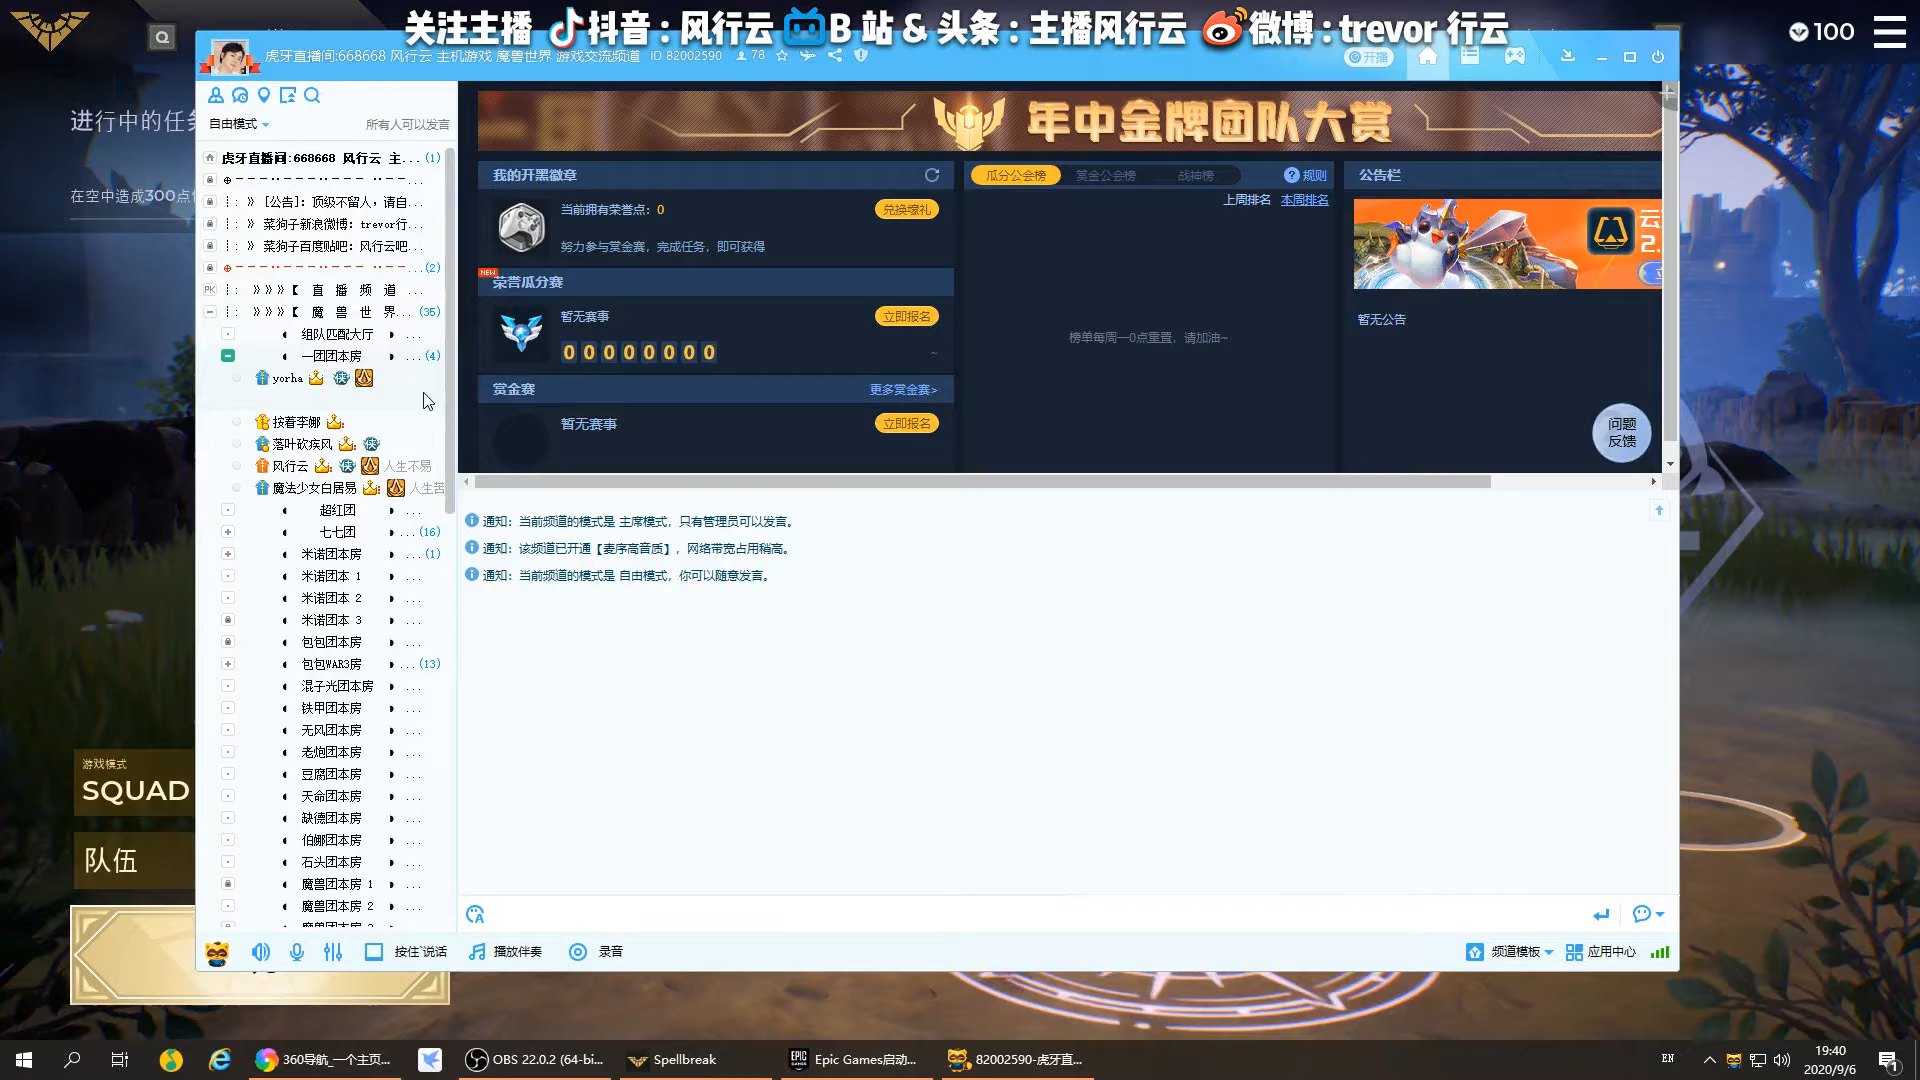 关注主播 抖音:风行云 B 站 & 头条:主播风行云 微博:trevor 行云
100
虎牙直播间:668668 风行云 主机游戏 魔兽世界 游戏交流频道 ID 82002590 78
开播
进行中的任务
在空中造成300点
自由模式
所有人可以发言
虎牙直播间:668668 风行云 主...(1)
[公告]: 顶级不留人, 请自...
菜狗子新浪微博: trevor行...
菜狗子百度贴吧: 风行云吧...
(2)
PK 》》》【 直 播 频 道 ...
》》》【 魔 兽 世 界...(35)
组队匹配大厅 ...
一团团本房 ...(4)
yorha 侠
按着李娜
落叶砍疾风 侠
风行云 侠 人生不易
魔法少女白居易 人生苦
超红团 ...
七七团 ...(16)
米诺团本房 ...(1)
米诺团本 1 ...
米诺团本 2 ...
米诺团本 3 ...
包包团本房 ...
包包WAR3房 ...(13)
混子光团本房 ...
铁甲团本房 ...
无风团本房 ...
老炮团本房 ...
豆腐团本房 ...
天命团本房 ...
缺德团本房 ...
伯娜团本房 ...
石头团本房 ...
魔兽团本房 1 ...
魔兽团本房 2 ...
年中金牌团队大赏
我的开黑徽章
当前拥有荣誉点: 0
兑换豪礼
努力参与赏金赛, 完成任务, 即可获得
NEW
荣誉瓜分赛
暂无赛事
立即报名
0 0 0 0 0 0 0 0
赏金赛
更多赏金赛>
暂无赛事
立即报名
瓜分公会榜 赏金公会榜 战神榜 ? 规则
上周排名 本周排名
榜单每周一0点重置, 请加油~
公告栏
云
2.
暂无公告
问题
反馈
通知: 当前频道的模式是 主席模式, 只有管理员可以发言。
通知: 该频道已开通【麦序高音质】, 网络带宽占用稍高。
通知: 当前频道的模式是 自由模式, 你可以随意发言。
游戏模式
SQUAD
队伍
按住`说话
播放伴奏
录音
频道模板
应用中心
360导航_一个主页...
OBS 22.0.2 (64-bi...
Spellbreak
Epic Games启动...
82002590-虎牙直...
EN
19:40
2020/9/6
1